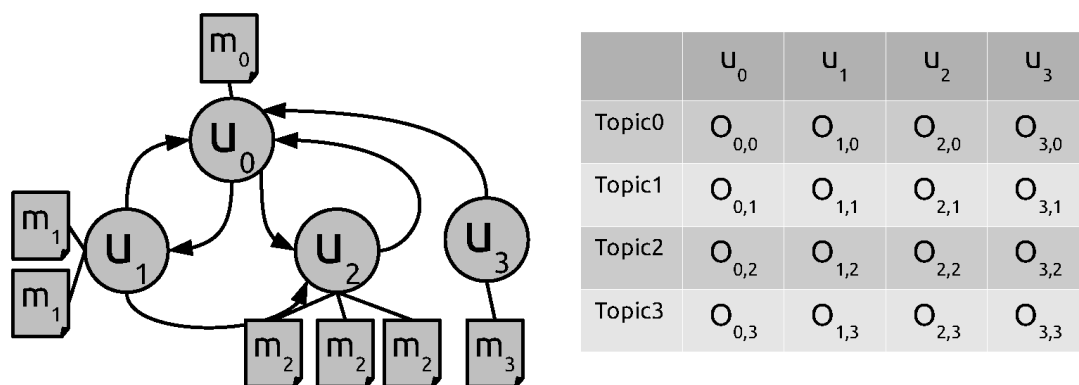 m0
u0
m1
u1
m1
u2
u3
m2 m2 m2 m3
u0 u1 u2 u3
Topic0 O0,0 O1,0 O2,0 O3,0
Topic1 O0,1 O1,1 O2,1 O3,1
Topic2 O0,2 O1,2 O2,2 O3,2
Topic3 O0,3 O1,3 O2,3 O3,3